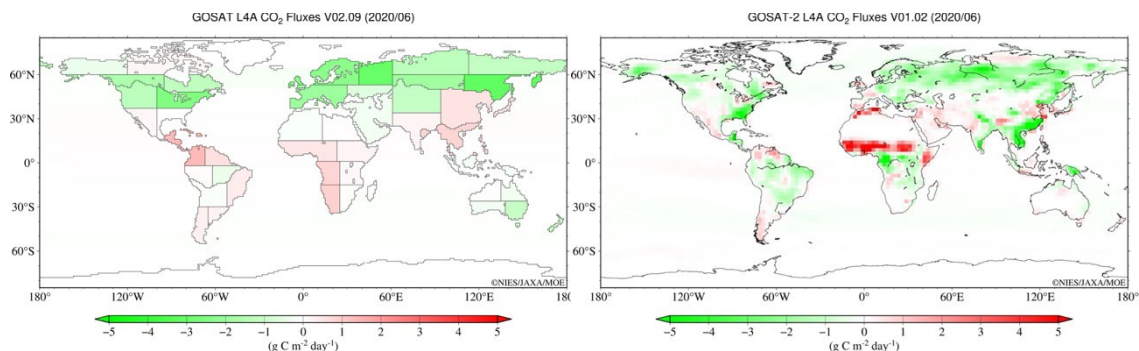 GOSAT L4A CO₂ Fluxes V02.09 (2020/06)
60°N
30°N
0°
30°S
60°S
©NIES/JAXA/MOE
180° 120°W 60°W 0° 60°E 120°E 180°
−5 −4 −3 −2 −1 0 1 2 3 4 5
(g C m⁻² day⁻¹)
GOSAT-2 L4A CO₂ Fluxes V01.02 (2020/06)
60°N
30°N
0°
30°S
60°S
©NIES/JAXA/MOE
180° 120°W 60°W 0° 60°E 120°E 180°
−5 −4 −3 −2 −1 0 1 2 3 4 5
(g C m⁻² day⁻¹)